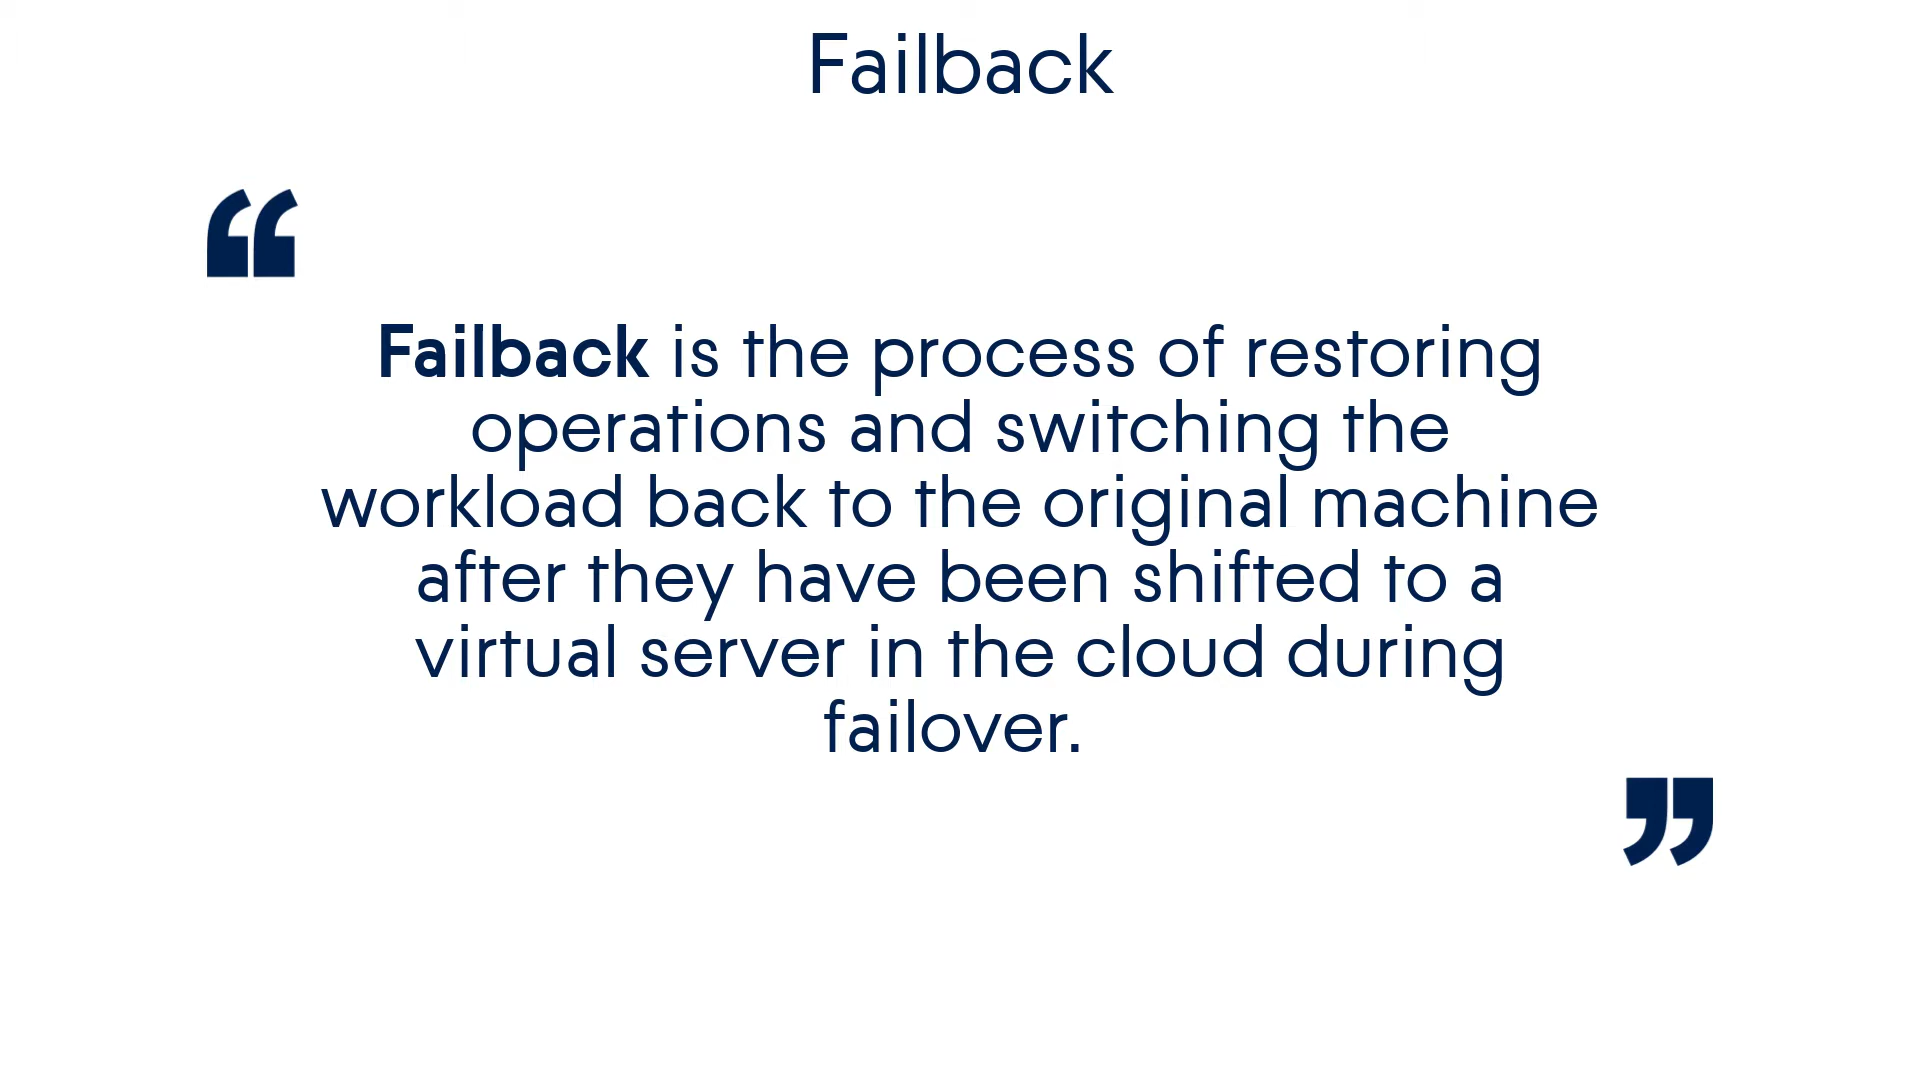 Failback
“
Failback is the process of restoring
operations and switching the
workload back to the original machine
after they have been shifted to a
virtual server in the cloud during
failover.
”